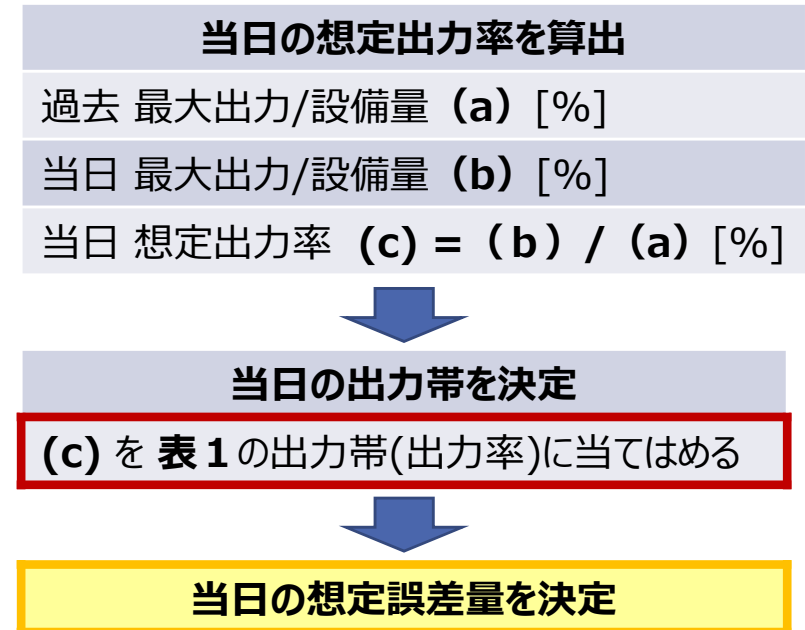 当日の想定出力率を算出
過去 最大出力/設備量（a）[%]
当日 最大出力/設備量（b）[%]
当日 想定出力率 (c) =（b）/（a）[%]
当日の出力帯を決定
(c) を 表１の出力帯(出力率)に当てはめる
当日の想定誤差量を決定